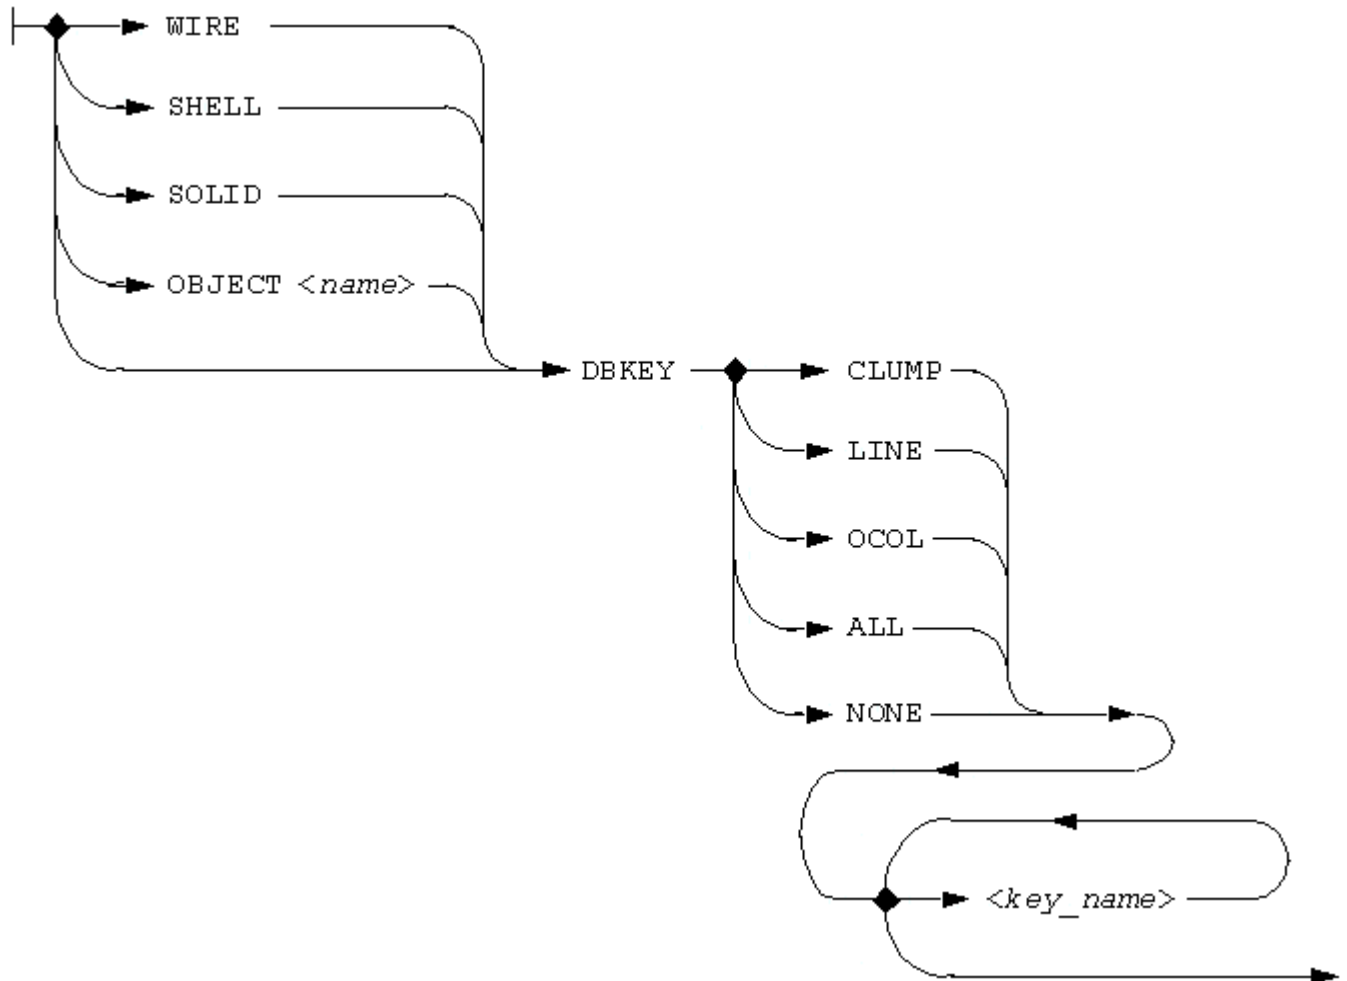 WIRE
SHELL
SOLID
OBJECT <name>
DBKEY CLUMP
LINE
OCOL
ALL
NONE
<key_name>